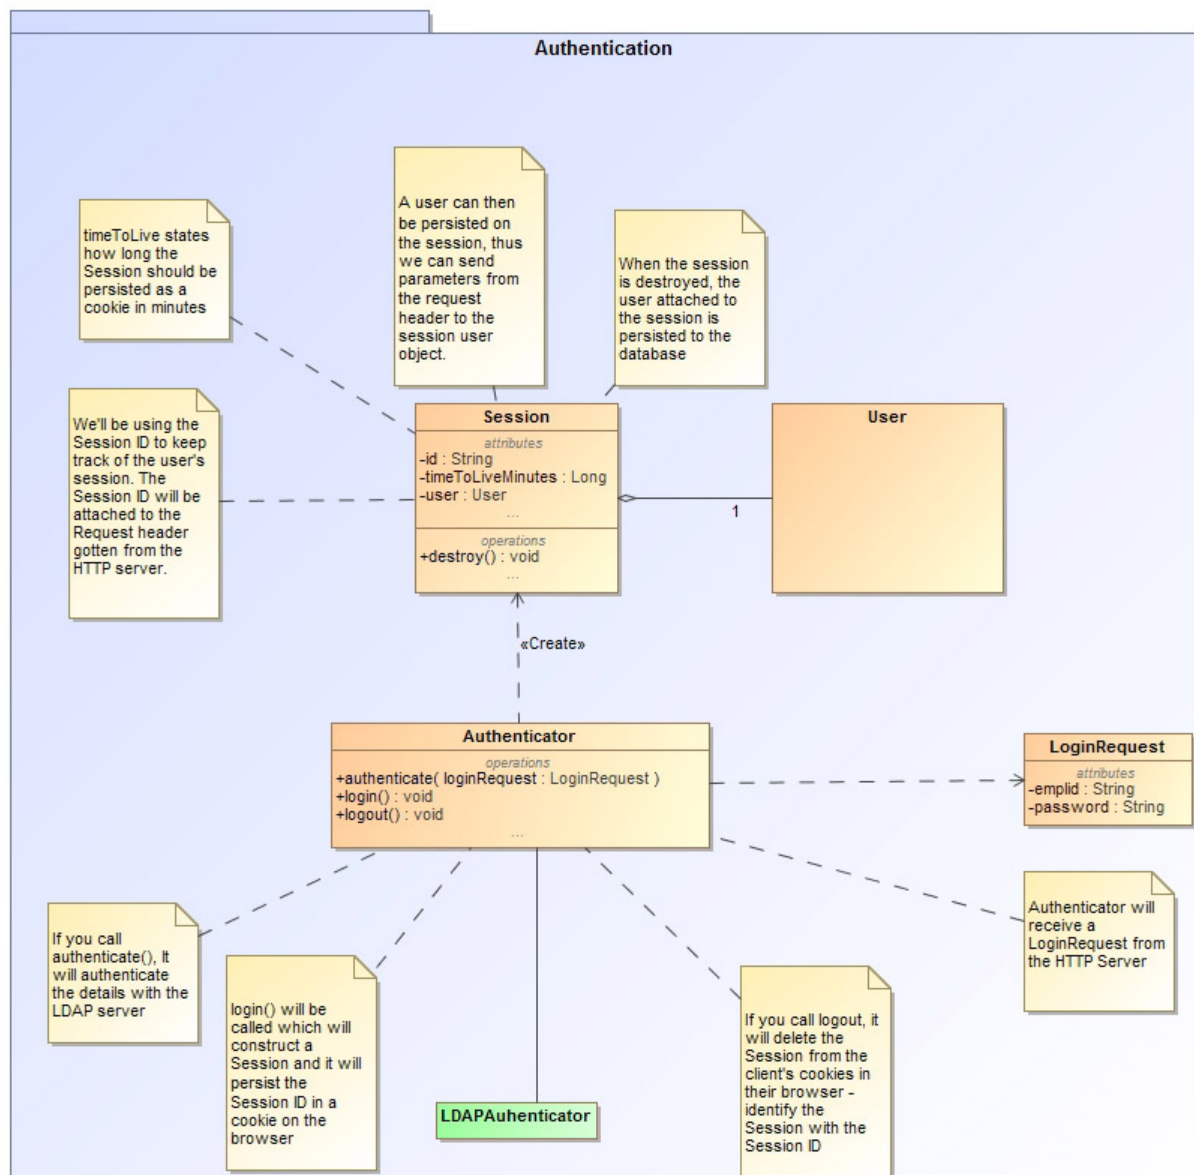 Authentication
timeToLive states
how long the
Session should be
persisted as a
cookie in minutes
A user can then
be persisted on
the session, thus
we can send
parameters from
the request
header to the
session user
object.
When the session
is destroyed, the
user attached to
the session is
persisted to the
database
We'll be using the
Session ID to keep
track of the user's
session. The
Session ID will be
attached to the
Request header
gotten from the
HTTP server.
Session
attributes
-id : String
-timeToLiveMinutes : Long
-user : User
...
operations
+destroy() : void
...
1
User
«Create»
Authenticator
operations
+authenticate( loginRequest : LoginRequest )
+login() : void
+logout() : void
...
LoginRequest
attributes
-emplid : String
-password : String
If you call
authenticate(), It
will authenticate
the details with the
LDAP server
login() will be
called which will
construct a
Session and it will
persist the
Session ID in a
cookie on the
browser
LDAPAuhenticator
If you call logout, it
will delete the
Session from the
client's cookies in
their browser -
identify the
Session with the
Session ID
Authenticator will
receive a
LoginRequest from
the HTTP Server